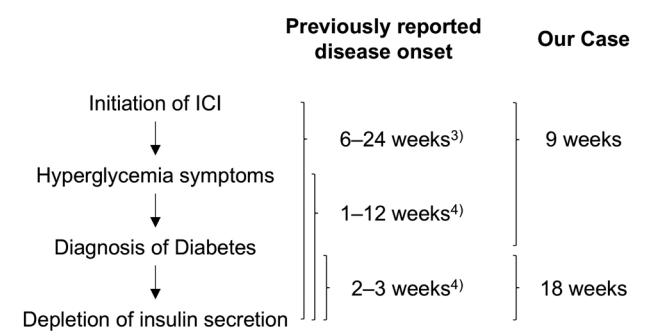 Previously reported
disease onset
Our Case
Initiation of ICI
6–24 weeks3)
9 weeks
Hyperglycemia symptoms
1–12 weeks4)
Diagnosis of Diabetes
2–3 weeks4)
18 weeks
Depletion of insulin secretion